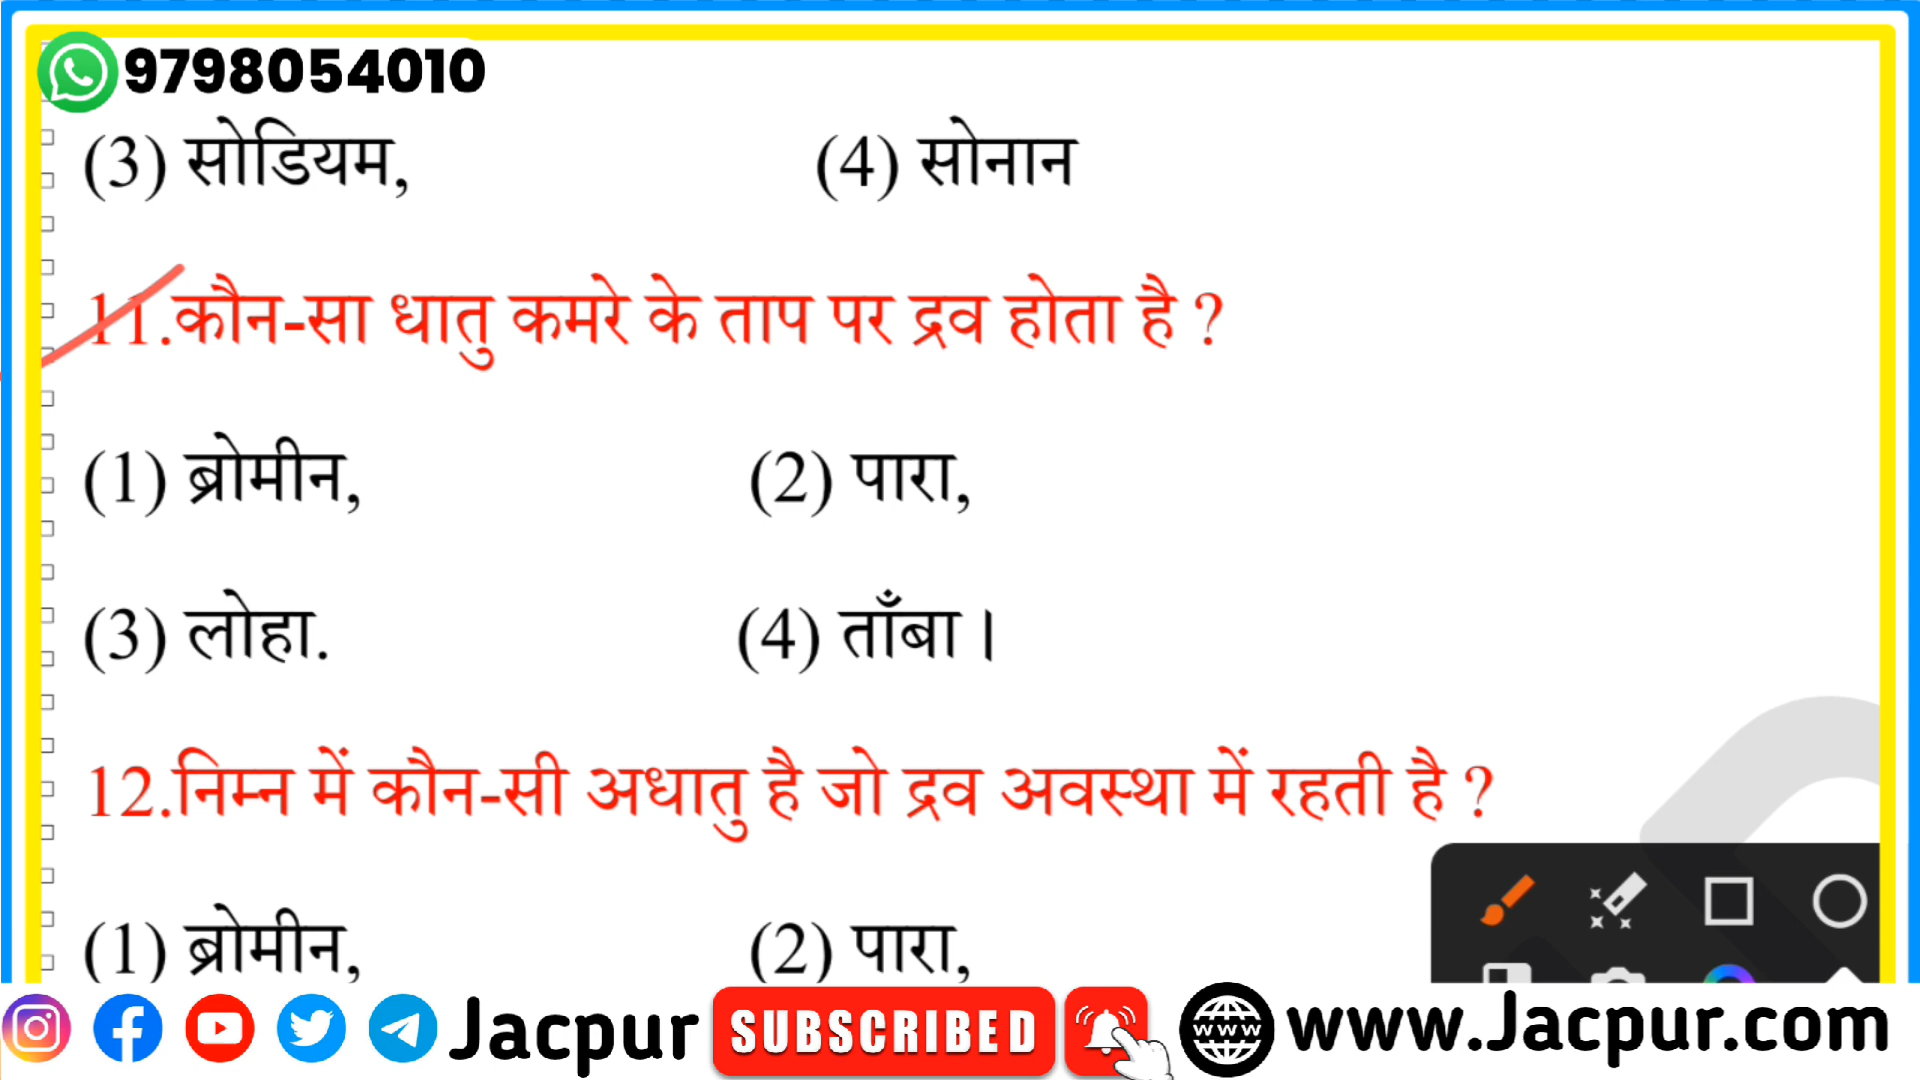 9798054010
(3) सोडियम, (4) सोनान
11.कौन-सा धातु कमरे के ताप पर द्रव होता है ?
(1) ब्रोमीन, (2) पारा,
(3) लोहा. (4) ताँबा।
12.निम्न में कौन-सी अधातु है जो द्रव अवस्था में रहती है ?
(1) ब्रोमीन, (2) पारा,
Jacpur SUBSCRIBED www www.Jacpur.com